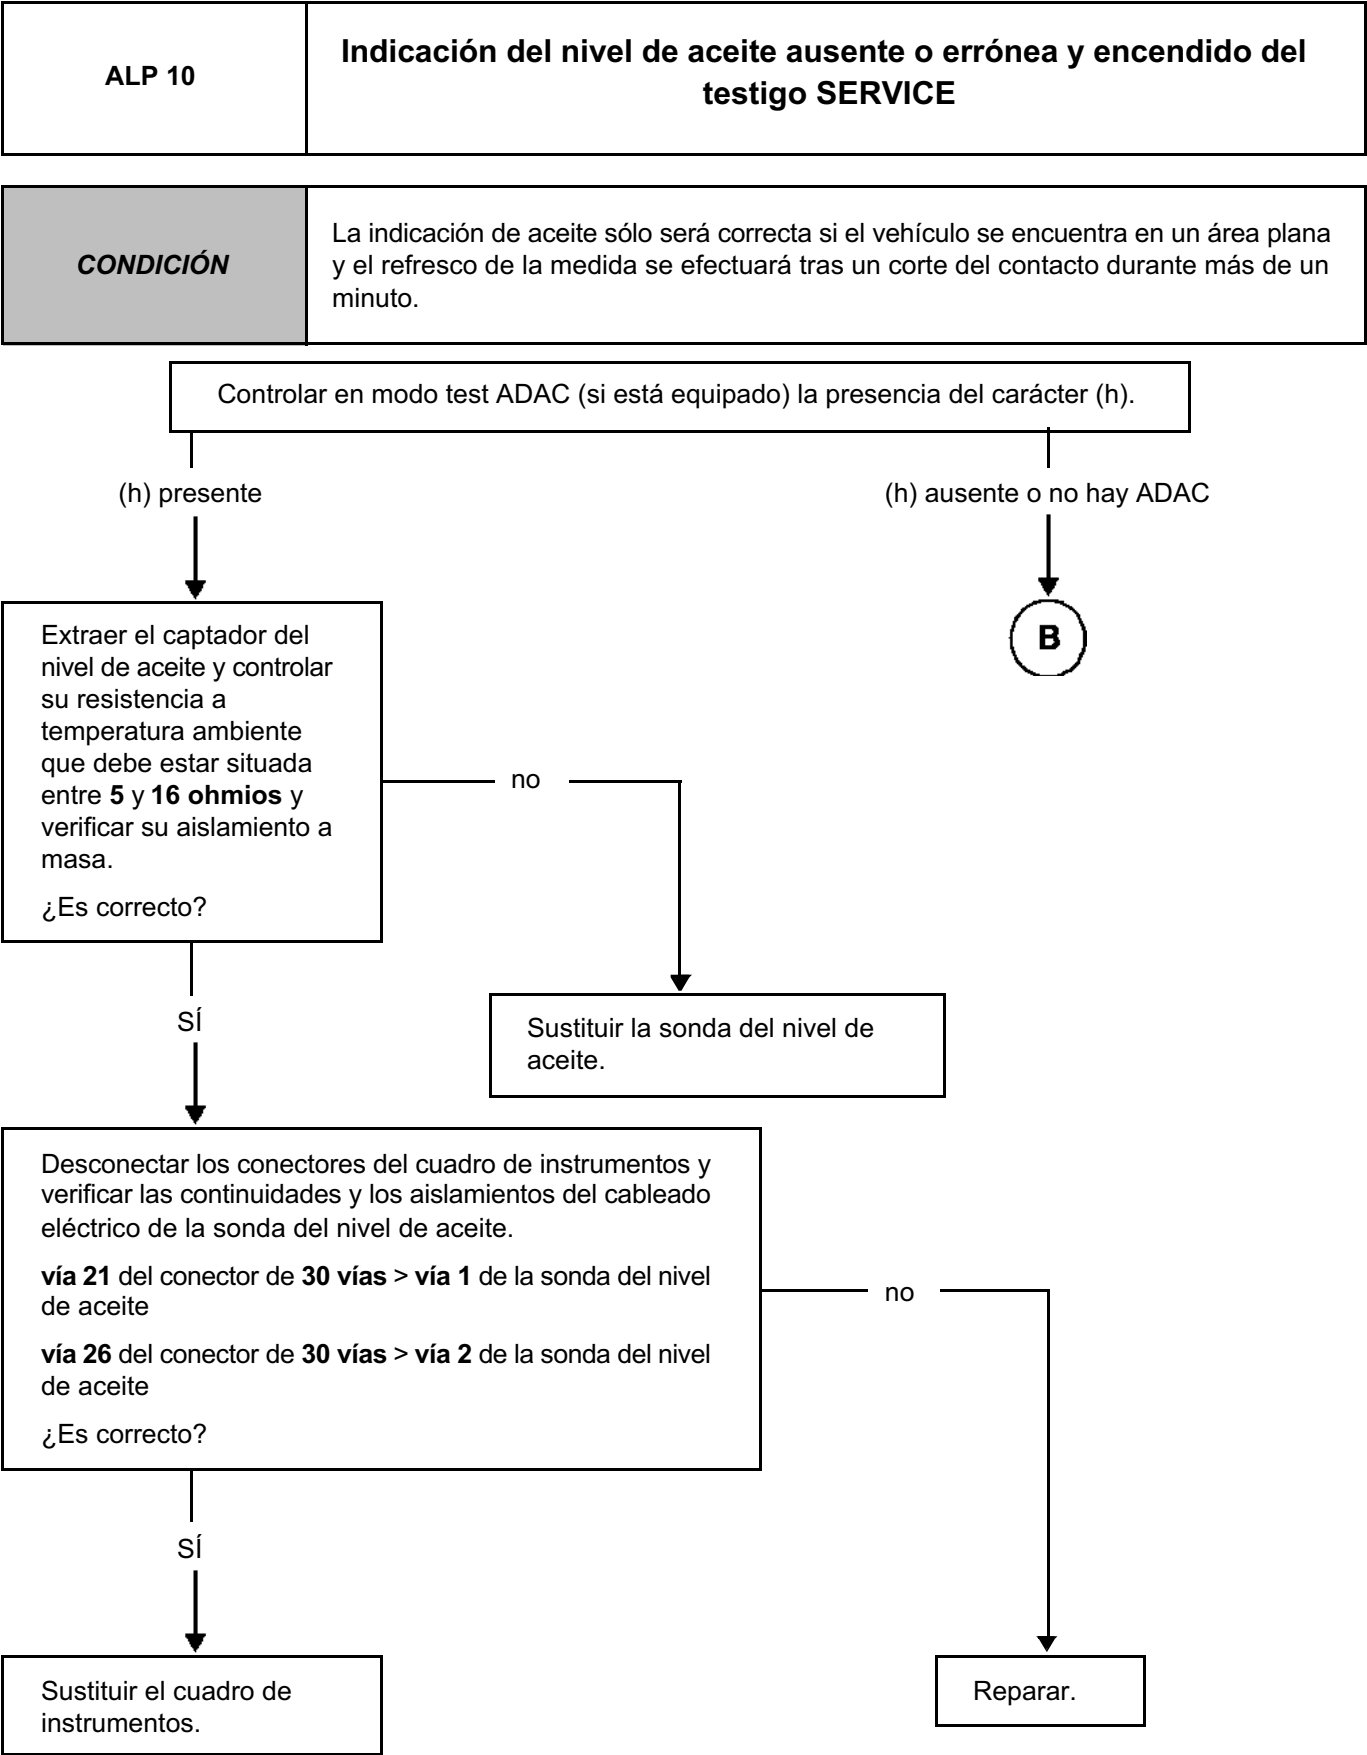 ALP 10
Indicación del nivel de aceite ausente o errónea y encendido del
testigo SERVICE
CONDICIÓN
La indicación de aceite sólo será correcta si el vehículo se encuentra en un área plana
y el refresco de la medida se efectuará tras un corte del contacto durante más de un
minuto.
Controlar en modo test ADAC (si está equipado) la presencia del carácter (h).
(h) presente
(h) ausente o no hay ADAC
B
Extraer el captador del
nivel de aceite y controlar
su resistencia a
temperatura ambiente
que debe estar situada
entre 5 y 16 ohmios y
verificar su aislamiento a
masa.
¿Es correcto?
no
SÍ
Sustituir la sonda del nivel de
aceite.
Desconectar los conectores del cuadro de instrumentos y
verificar las continuidades y los aislamientos del cableado
eléctrico de la sonda del nivel de aceite.
vía 21 del conector de 30 vías > vía 1 de la sonda del nivel
de aceite
vía 26 del conector de 30 vías > vía 2 de la sonda del nivel
de aceite
¿Es correcto?
no
SÍ
Sustituir el cuadro de
instrumentos.
Reparar.